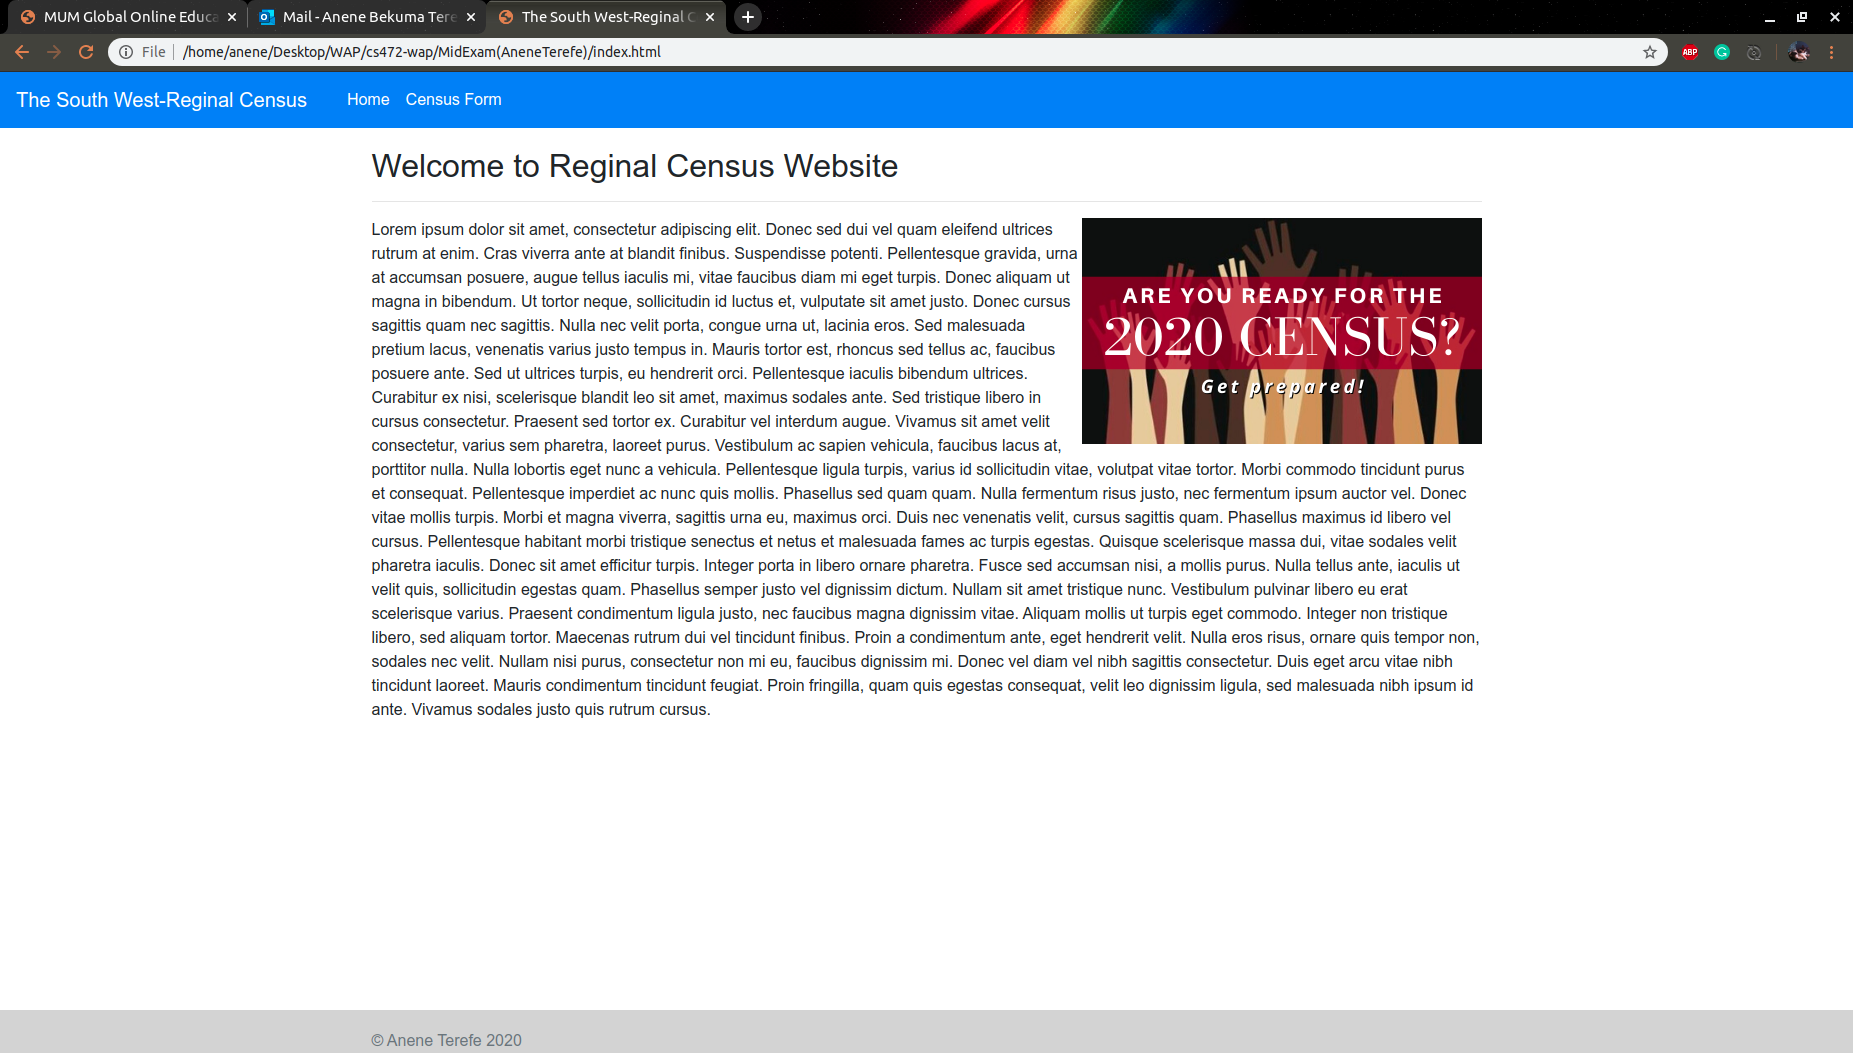 MUM Global Online Educa
Mail - Anene Bekuma Tere
The South West-Reginal C
File
/home/anene/Desktop/WAP/cs472-wap/MidExam(AneneTerefe)/index.html
ABP
The South West-Reginal Census
Home
Census Form
Welcome to Reginal Census Website
Lorem ipsum dolor sit amet, consectetur adipiscing elit. Donec sed dui vel quam eleifend ultrices
rutrum at enim. Cras viverra ante at blandit finibus. Suspendisse potenti. Pellentesque gravida, urna
at accumsan posuere, augue tellus iaculis mi, vitae faucibus diam mi eget turpis. Donec aliquam ut
magna in bibendum. Ut tortor neque, sollicitudin id luctus et, vulputate sit amet justo. Donec cursus
sagittis quam nec sagittis. Nulla nec velit porta, congue urna ut, lacinia eros. Sed malesuada
pretium lacus, venenatis varius justo tempus in. Mauris tortor est, rhoncus sed tellus ac, faucibus
posuere ante. Sed ut ultrices turpis, eu hendrerit orci. Pellentesque iaculis bibendum ultrices.
Curabitur ex nisi, scelerisque blandit leo sit amet, maximus sodales ante. Sed tristique libero in
cursus consectetur. Praesent sed tortor ex. Curabitur vel interdum augue. Vivamus sit amet velit
consectetur, varius sem pharetra, laoreet purus. Vestibulum ac sapien vehicula, faucibus lacus at,
porttitor nulla. Nulla lobortis eget nunc a vehicula. Pellentesque ligula turpis, varius id sollicitudin vitae, volutpat vitae tortor. Morbi commodo tincidunt purus
et consequat. Pellentesque imperdiet ac nunc quis mollis. Phasellus sed quam quam. Nulla fermentum risus justo, nec fermentum ipsum auctor vel. Donec
vitae mollis turpis. Morbi et magna viverra, sagittis urna eu, maximus orci. Duis nec venenatis velit, cursus sagittis quam. Phasellus maximus id libero vel
cursus. Pellentesque habitant morbi tristique senectus et netus et malesuada fames ac turpis egestas. Quisque scelerisque massa dui, vitae sodales velit
pharetra iaculis. Donec sit amet efficitur turpis. Integer porta in libero ornare pharetra. Fusce sed accumsan nisi, a mollis purus. Nulla tellus ante, iaculis ut
velit quis, sollicitudin egestas quam. Phasellus semper justo vel dignissim dictum. Nullam sit amet tristique nunc. Vestibulum pulvinar libero eu erat
scelerisque varius. Praesent condimentum ligula justo, nec faucibus magna dignissim vitae. Aliquam mollis ut turpis eget commodo. Integer non tristique
libero, sed aliquam tortor. Maecenas rutrum dui vel tincidunt finibus. Proin a condimentum ante, eget hendrerit velit. Nulla eros risus, ornare quis tempor non,
sodales nec velit. Nullam nisi purus, consectetur non mi eu, faucibus dignissim mi. Donec vel diam vel nibh sagittis consectetur. Duis eget arcu vitae nibh
tincidunt laoreet. Mauris condimentum tincidunt feugiat. Proin fringilla, quam quis egestas consequat, velit leo dignissim ligula, sed malesuada nibh ipsum id
ante. Vivamus sodales justo quis rutrum cursus.
ARE YOU READY FOR THE
2020 CENSUS?
Get prepared!
© Anene Terefe 2020